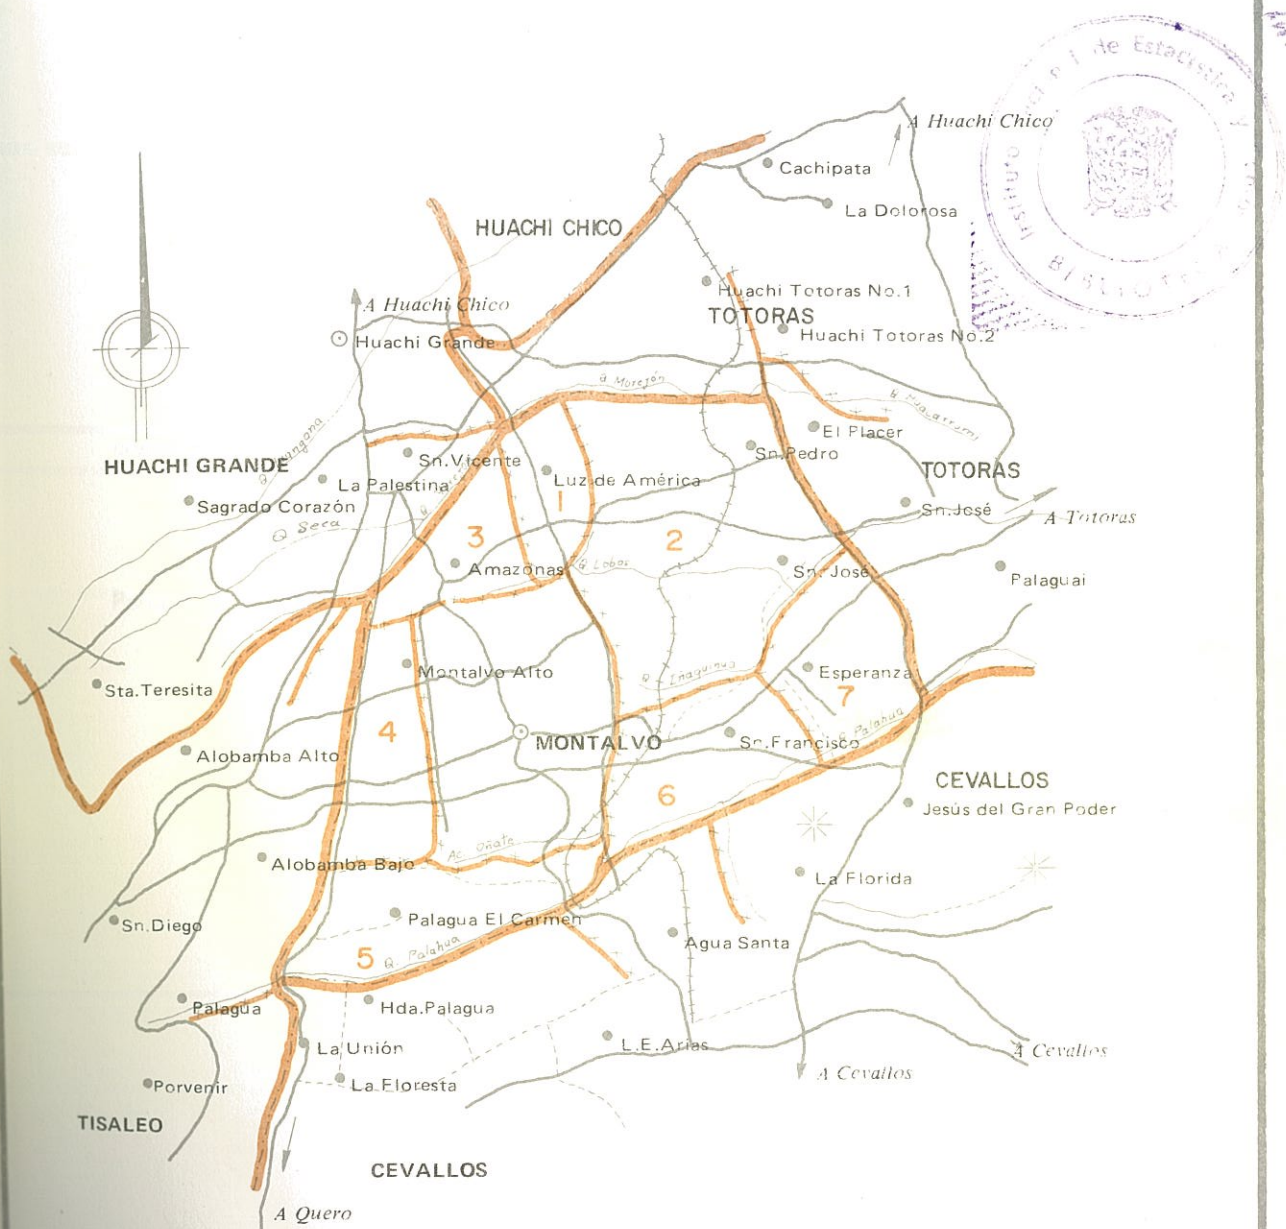 de Estadística y
Instituto
A Huachi Chico
Cachipata
La Dolorosa
HUACHI CHICO
Huachi Totoras No.1
A Huachi Chico
TOTORAS
Huachi Totoras No.2
Huachi Grande
Q. Morejón
El Placer
Sn.Pedro
Sn.Vicente
HUACHI GRANDE
TOTORAS
La Palestina
Luz de América
Sagrado Corazón
1
Sn.José
A Totoras
Q Seca
3
2
Q Lobos
Amazonas
Sn. José
Palaguai
Montalvo Alto
Esperanza
Sta.Teresita
7
4
Q. Palahua
MONTALVO
Sn.Francisco
Alobamba Alto
CEVALLOS
6
Jesús del Gran Poder
Ac. Oñate
Alobamba Bajo
La Florida
Palagua El Carmen
Sn.Diego
Agua Santa
5
Q. Palahua
Palagua
Hda.Palagua
La Unión
L.E.Arias
A Cevallos
A Cevallos
Porvenir
La Floresta
TISALEO
CEVALLOS
A Quero